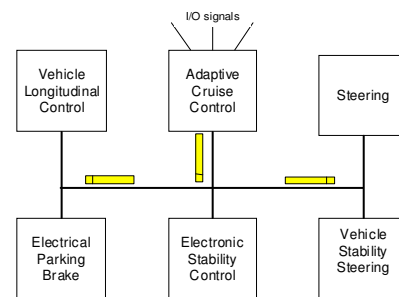 I/O signals
Vehicle
Longitudinal
Control
Adaptive
Cruise
Control
Steering
Electrical
Parking
Brake
Electronic
Stability
Control
Vehicle
Stability
Steering